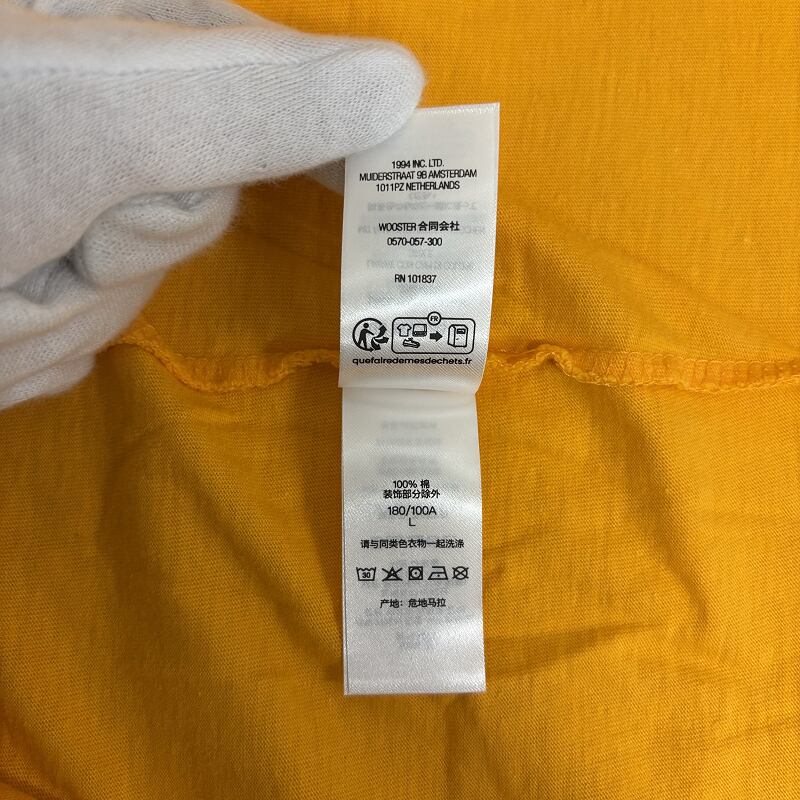 1994 INC. LTD.
MUIDERSTRAAT 9B AMSTERDAM
1011PZ NETHERLANDS
WOOSTER 合同会社
0570-057-300
RN 101837
FR
quefairedemesdechets.fr
100% 棉
装饰部分除外
180/100A
L
请与同类色衣物一起洗涤
30
产地：危地马拉